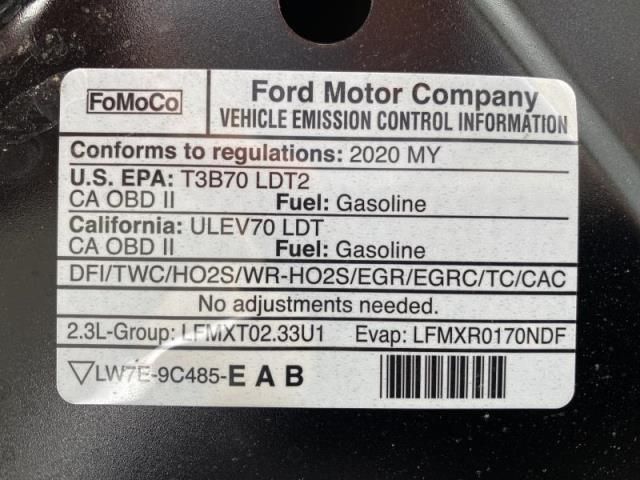 FoMoCo
Ford Motor Company
VEHICLE EMISSION CONTROL INFORMATION
Conforms to regulations: 2020 MY
U.S. EPA: T3B70 LDT2
CA OBD II Fuel: Gasoline
California: ULEV70 LDT
CA OBD II Fuel: Gasoline
DFI/TWC/HO2S/WR-HO2S/EGR/EGRC/TC/CAC
No adjustments needed.
2.3L-Group: LFMXT02.33U1 Evap: LFMXR0170NDF
▽LW7E-9C485-E A B